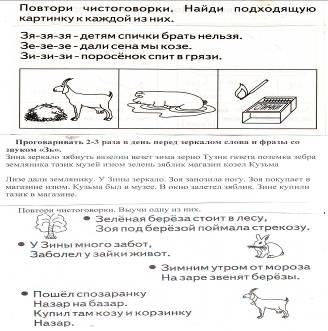 Повтори чистоговорки. Найди подходящую
картинку к каждой из них.
Зя-зя-зя - детям спички брать нельзя.
Зе-зе-зе - дали сена мы козе.
Зи-зи-зи - поросёнок спит в грязи.
Проговаривать 2-3 раза в день перед зеркалом слова и фразы со
звуком «Зь».
Зина зеркало зябнуть вазелин везет зима зерно Тузик газета поземка зебра
земляника тазик музей изюм зелень зяблик магазин козел Кузьма
Лизе дали землянику. У Зины зеркало. Зоя занозила ногу. Зоя покупает в
магазине изюм. Кузьма был в музее. В окно залетел зяблик. Зине купили
тазик в магазине.
Повтори чистоговорки. Выучи одну из них.
• Зелёная берёза стоит в лесу,
Зоя под берёзой поймала стрекозу.
• У Зины много забот,
Заболел у зайки живот.
• Зимним утром от мороза
На заре звенят берёзы.
• Пошёл спозаранку
Назар на базар.
Купил там козу и корзинку
Назар.